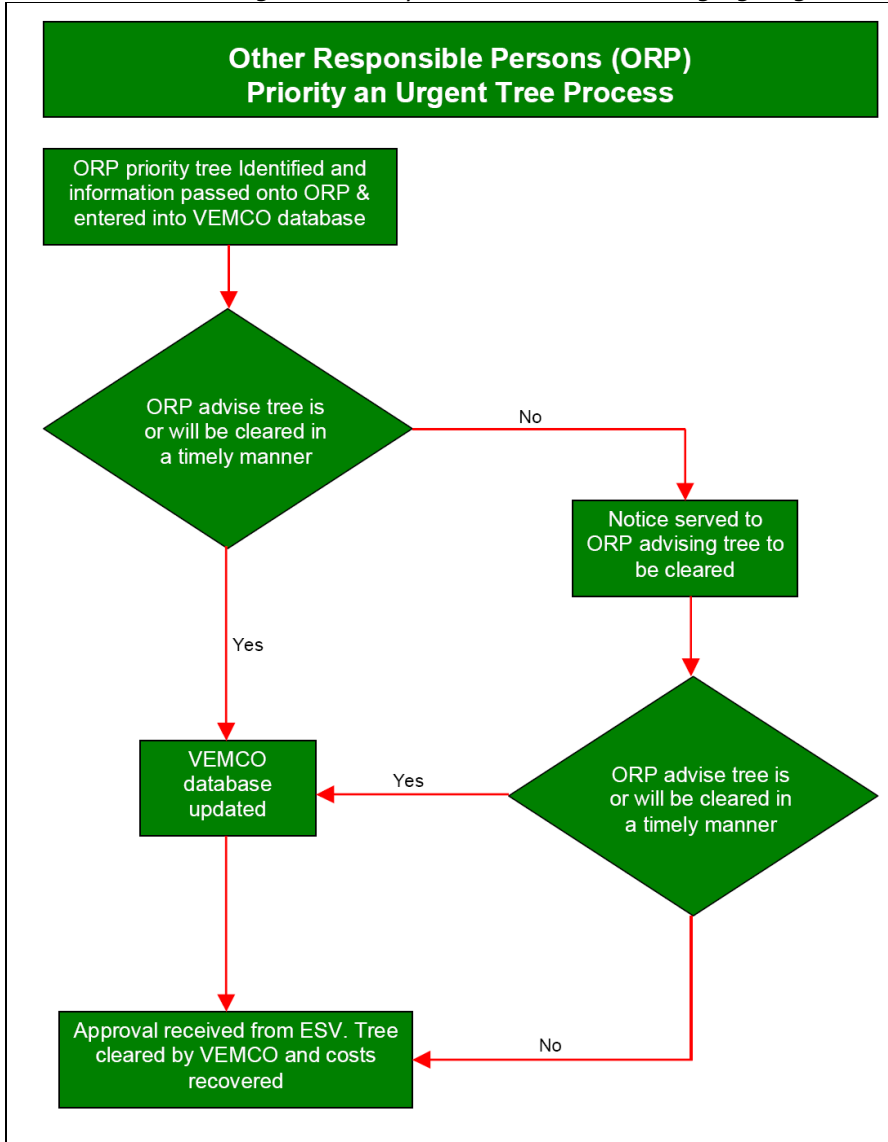 Other Responsible Persons (ORP)
Priority an Urgent Tree Process
ORP priority tree Identified and
information passed onto ORP &
entered into VEMCO database
ORP advise tree is
or will be cleared in
a timely manner
No
Notice served to
ORP advising tree to
be cleared
Yes
VEMCO
database
updated
Yes
ORP advise tree is
or will be cleared in
a timely manner
Approval received from ESV. Tree
cleared by VEMCO and costs
recovered
No